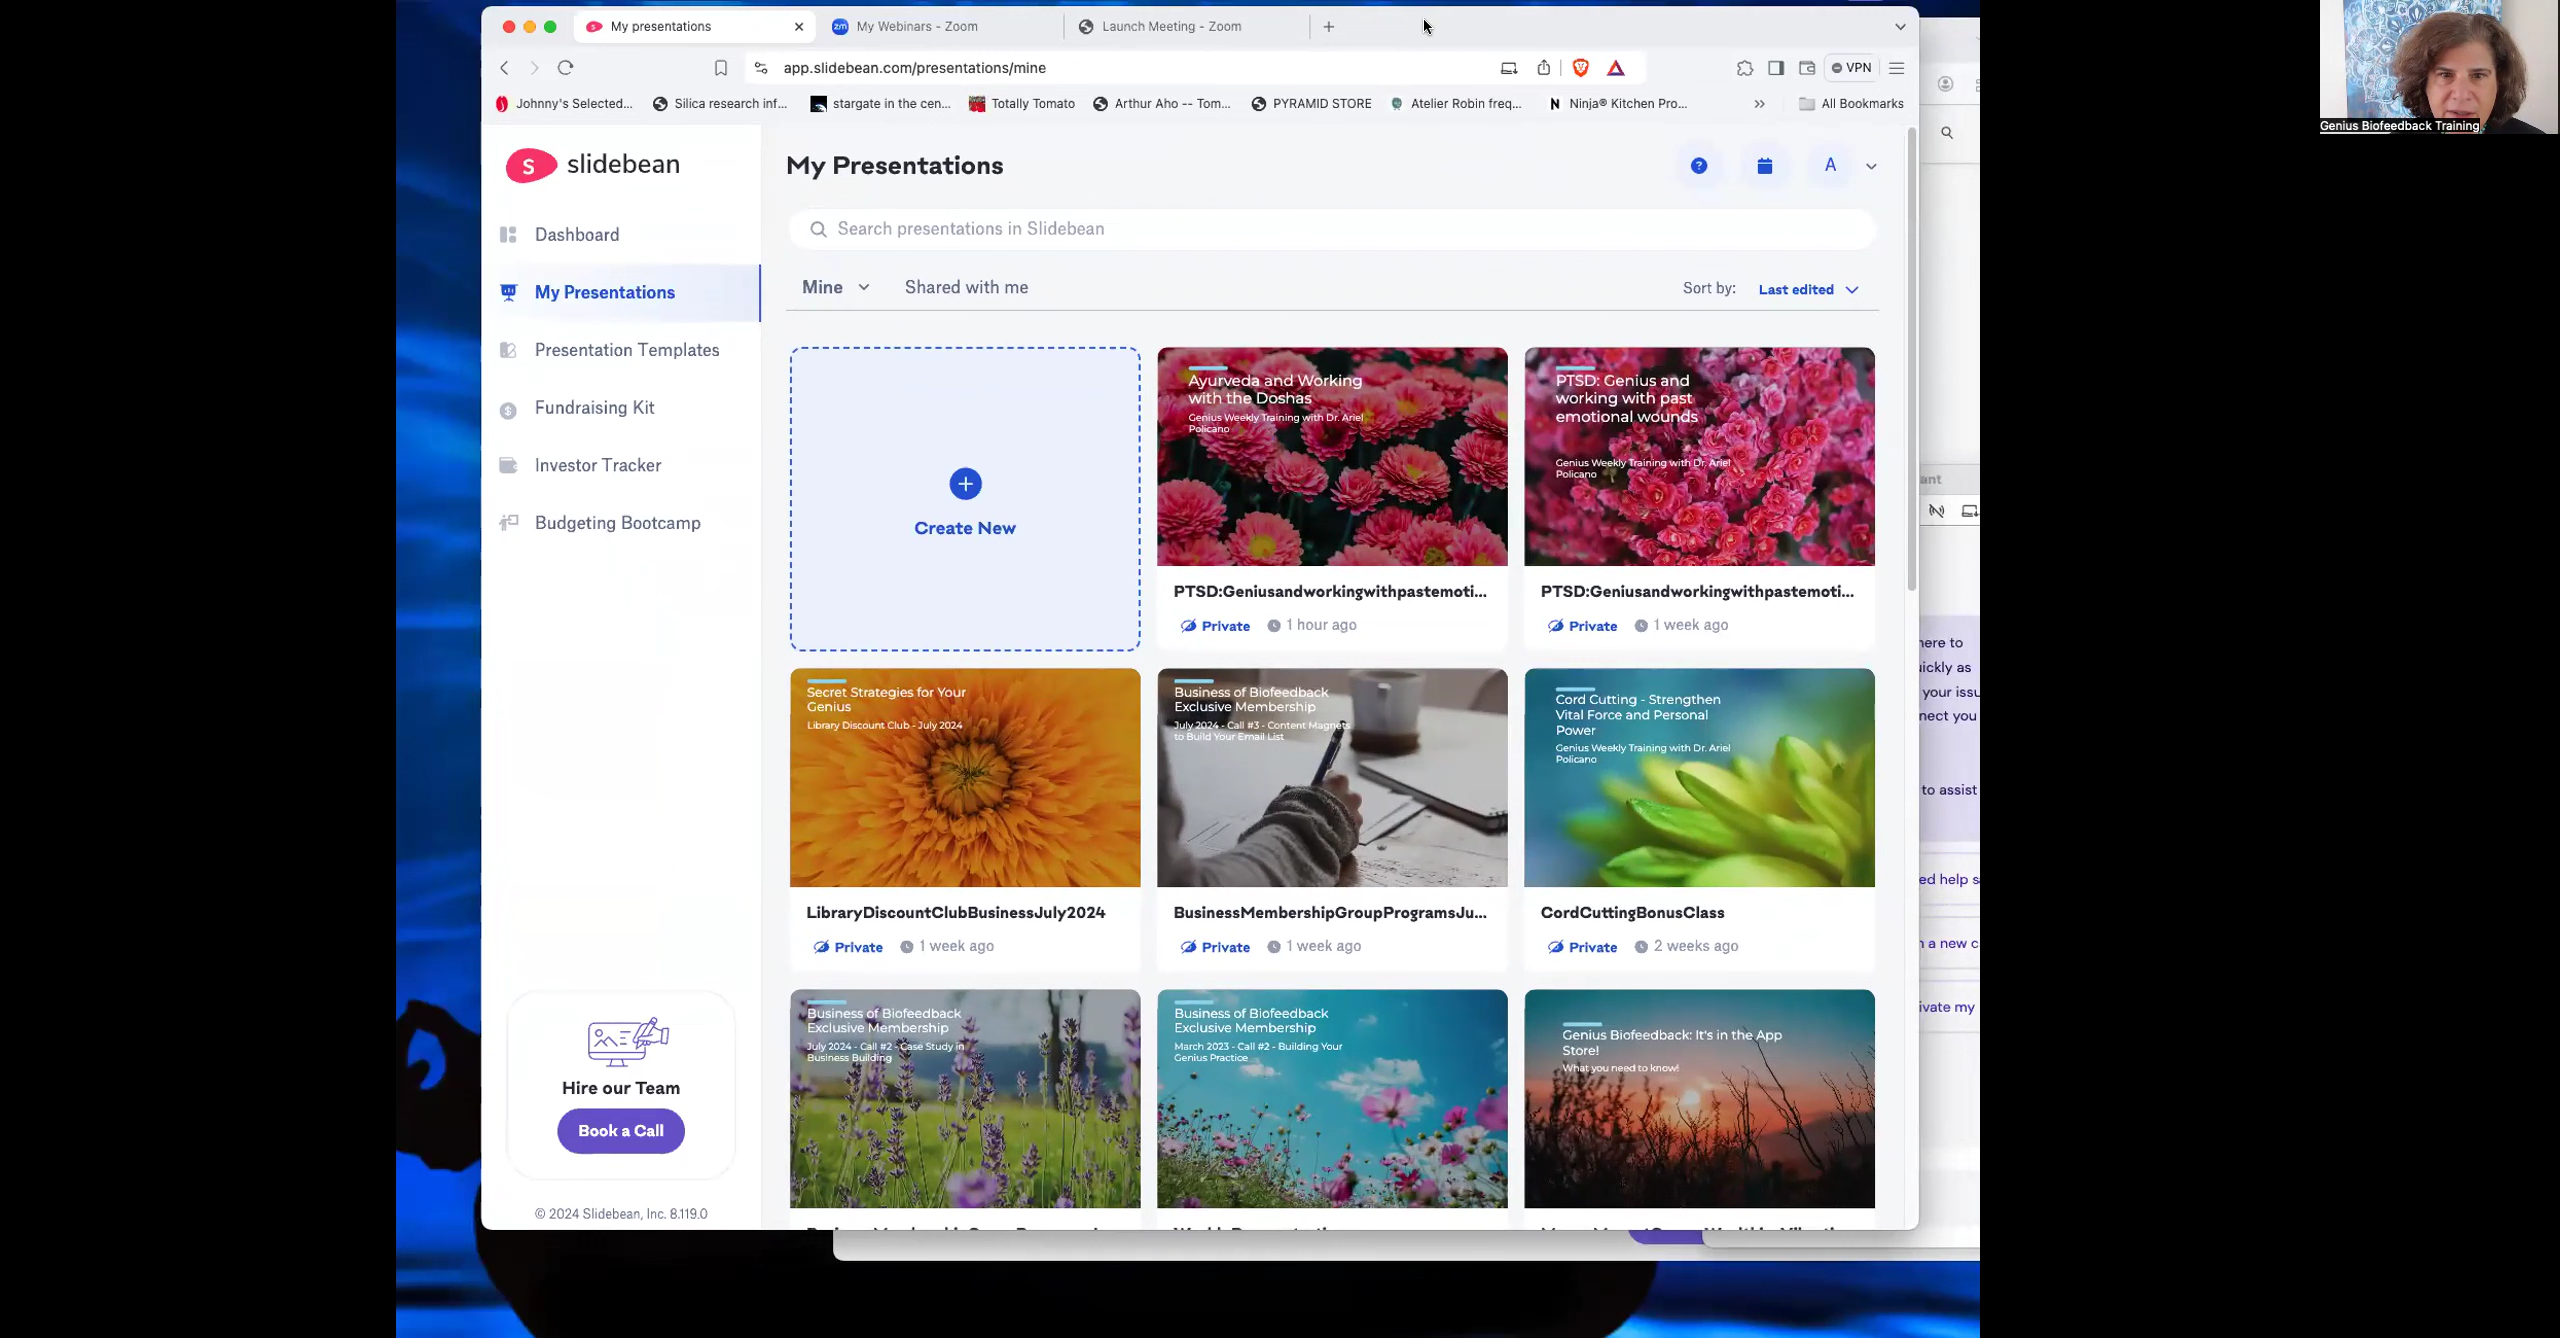 My presentations
My Webinars - Zoom
Launch Meeting - Zoom
app.slidebean.com/presentations/mine
VPN
Johnny's Selected...
Silica research inf...
stargate in the cen...
Totally Tomato
Arthur Aho -- Tom...
PYRAMID STORE
Atelier Robin freq...
Ninja® Kitchen Pro...
All Bookmarks
Genius Biofeedback Training
slidebean
Dashboard
My Presentations
Presentation Templates
Fundraising Kit
Investor Tracker
Budgeting Bootcamp
Hire our Team
Book a Call
© 2024 Slidebean, Inc. 8.119.0
My Presentations
A
Search presentations in Slidebean
Mine
Shared with me
Sort by:
Last edited
Create New
Ayurveda and Working
with the Doshas
Genius Weekly Training with Dr. Ariel
Policano
PTSD:Geniusandworkingwithpastemoti...
Private
1 hour ago
PTSD: Genius and
working with past
emotional wounds
Genius Weekly Training with Dr. Ariel
Policano
PTSD:Geniusandworkingwithpastemoti...
Private
1 week ago
Secret Strategies for Your
Genius
Library Discount Club - July 2024
LibraryDiscountClubBusinessJuly2024
Private
1 week ago
Business of Biofeedback
Exclusive Membership
July 2024 - Call #3 - Content Magnets
to Build Your Email List
BusinessMembershipGroupProgramsJu...
Private
1 week ago
Cord Cutting - Strengthen
Vital Force and Personal
Power
Genius Weekly Training with Dr. Ariel
Policano
CordCuttingBonusClass
Private
2 weeks ago
Business of Biofeedback
Exclusive Membership
July 2024 - Call #2 - Case Study in
Business Building
Business of Biofeedback
Exclusive Membership
March 2023 - Call #2 - Building Your
Genius Practice
Genius Biofeedback: It's in the App
Store!
What you need to know!
your issu
nect you
to assist
ed help s
a new c
ivate my